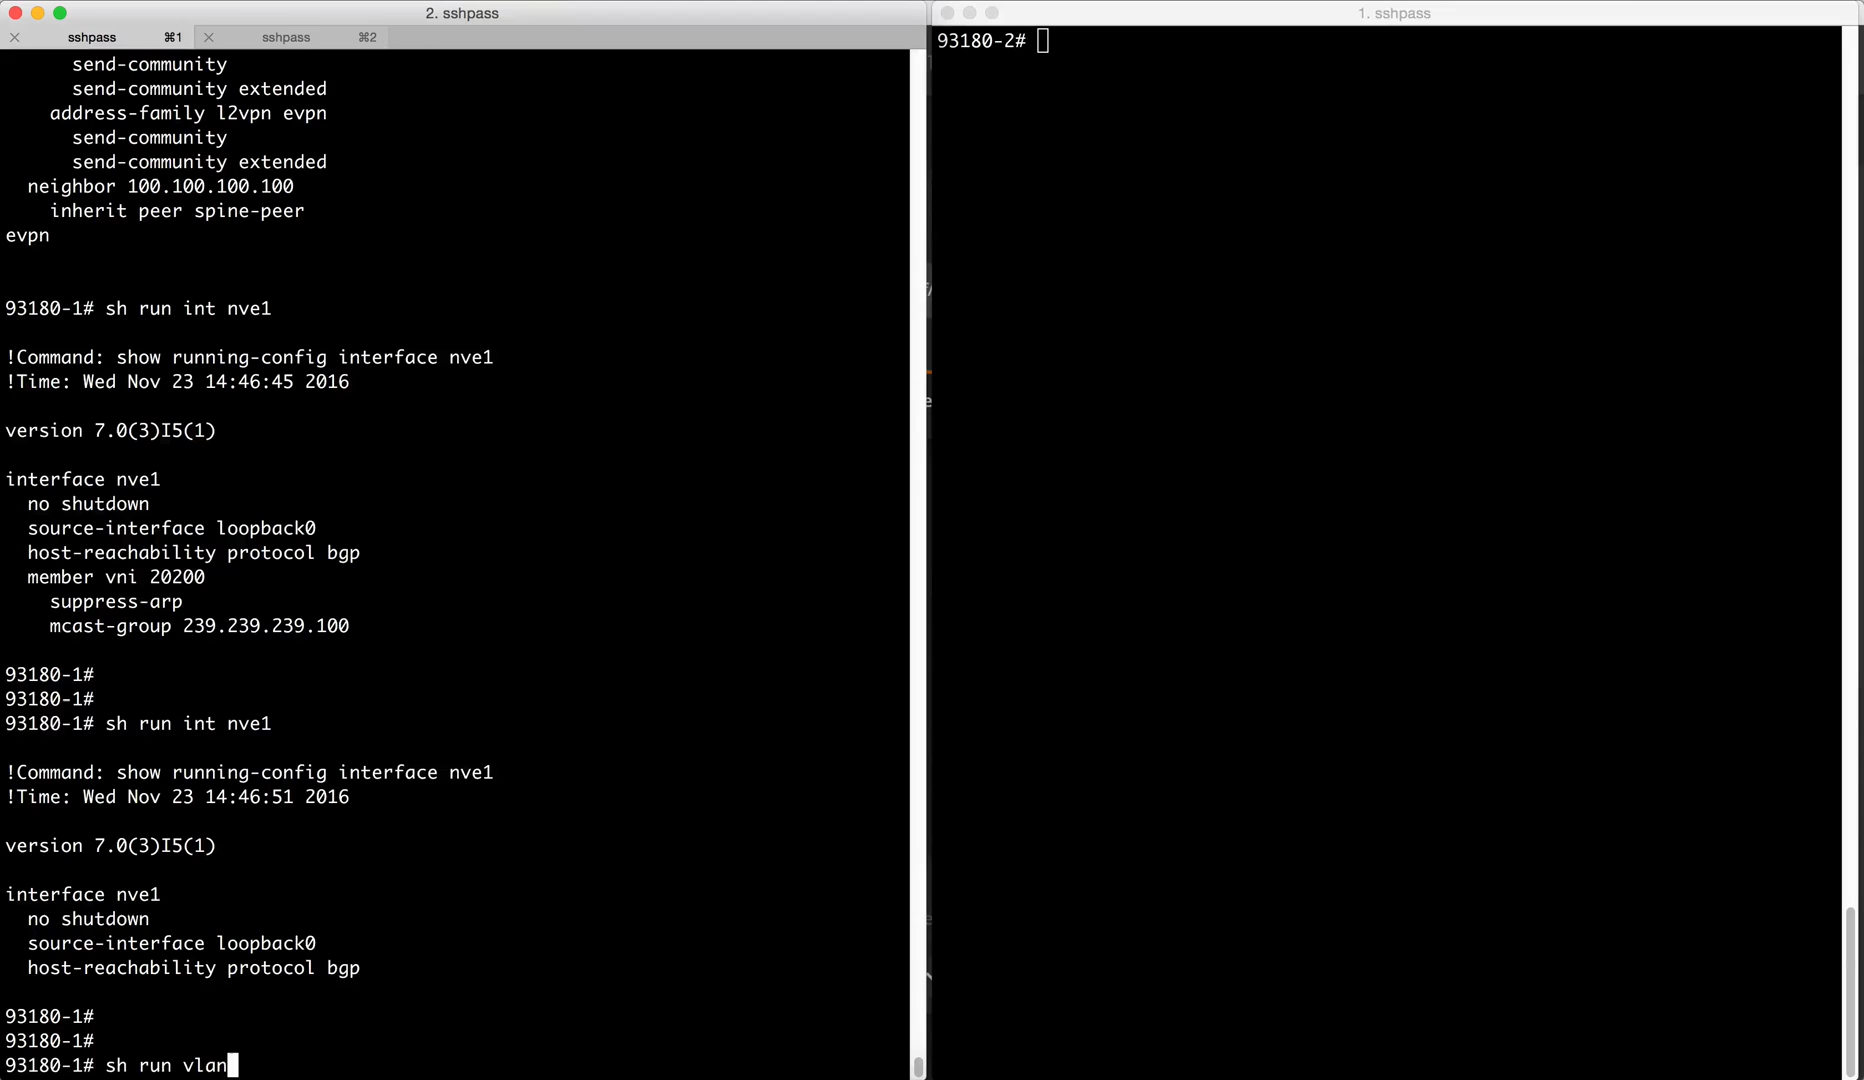 2. sshpass
sshpass ⌘1
sshpass ⌘2
send-community
send-community extended
address-family l2vpn evpn
send-community
send-community extended
neighbor 100.100.100.100
inherit peer spine-peer
evpn
93180-1# sh run int nve1
!Command: show running-config interface nve1
!Time: Wed Nov 23 14:46:45 2016
version 7.0(3)I5(1)
interface nve1
no shutdown
source-interface loopback0
host-reachability protocol bgp
member vni 20200
suppress-arp
mcast-group 239.239.239.100
93180-1#
93180-1#
93180-1# sh run int nve1
!Command: show running-config interface nve1
!Time: Wed Nov 23 14:46:51 2016
version 7.0(3)I5(1)
interface nve1
no shutdown
source-interface loopback0
host-reachability protocol bgp
93180-1#
93180-1#
93180-1# sh run vlan
1. sshpass
93180-2#